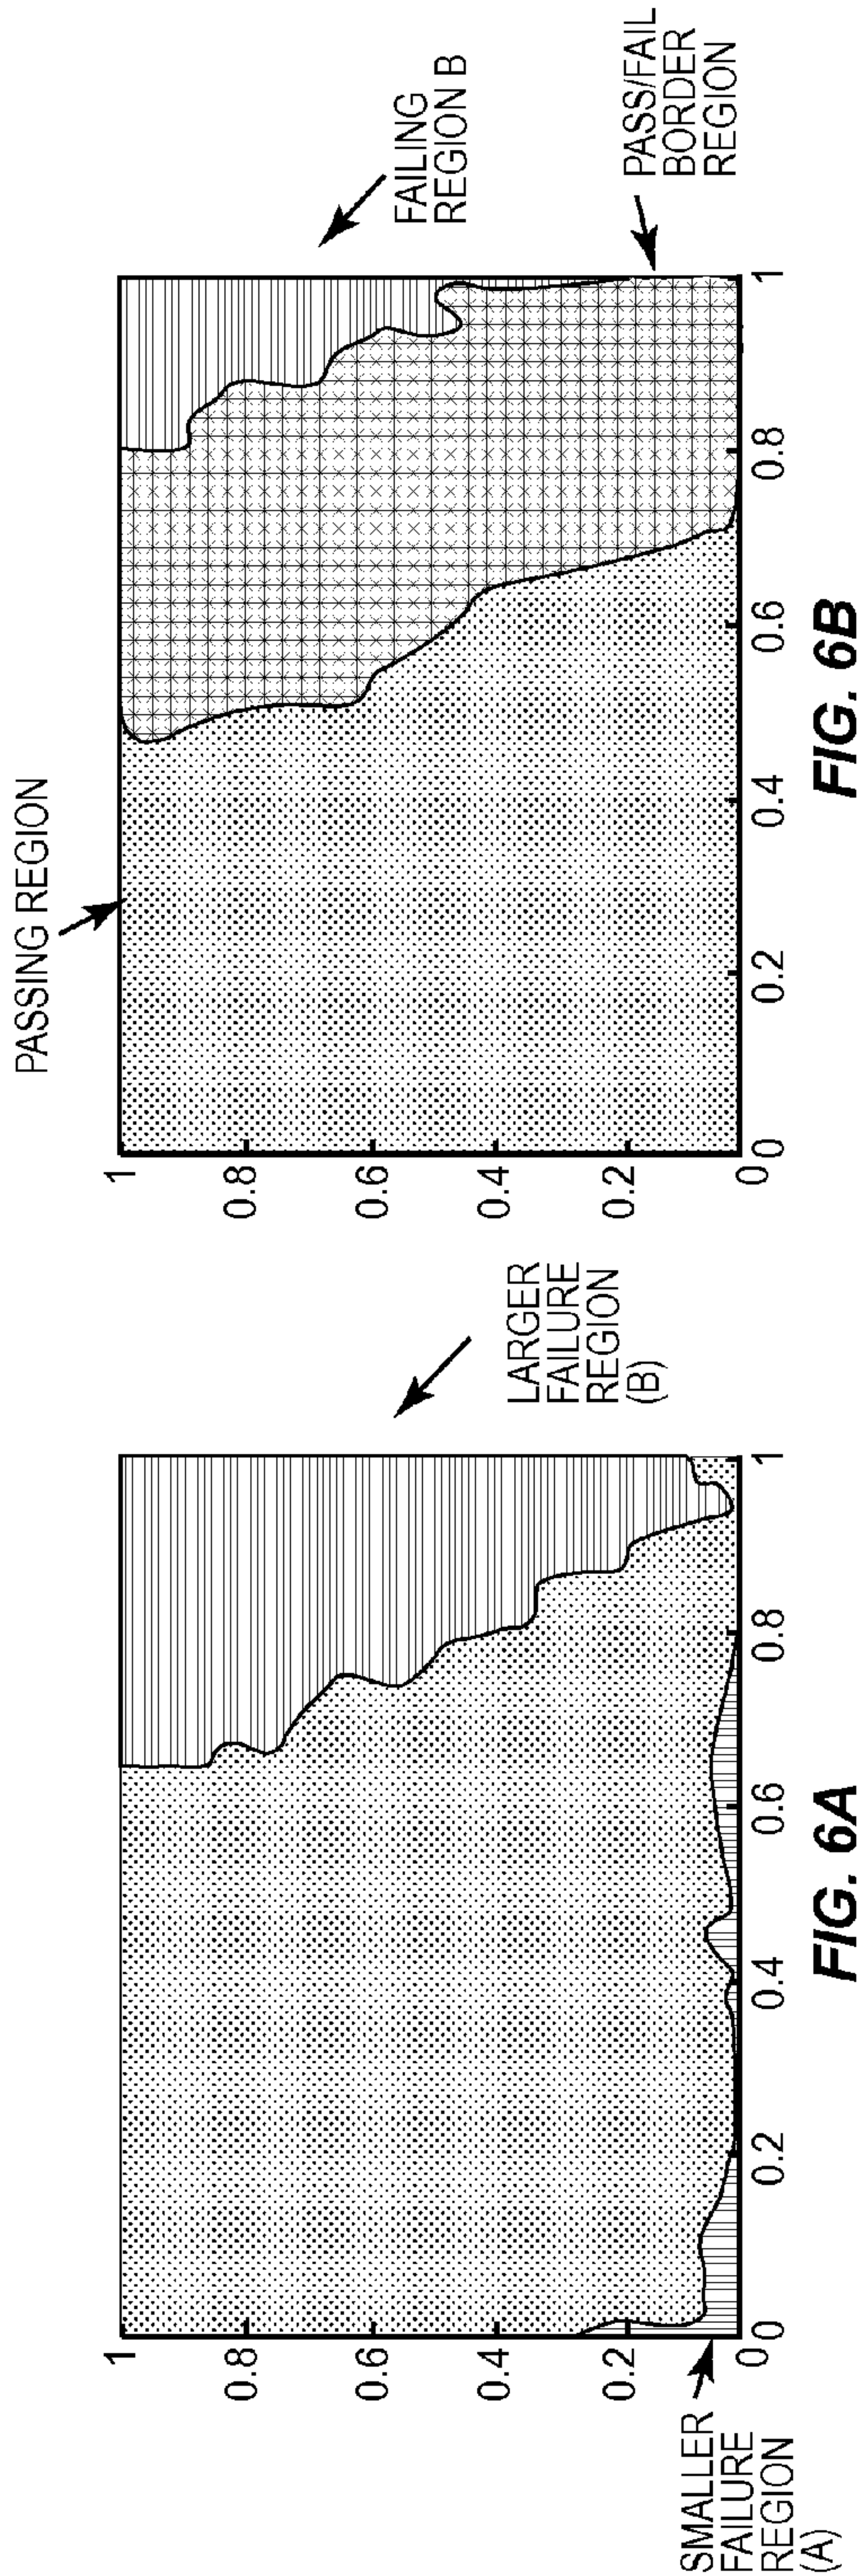 1
0.8
0.6
0.4
0.2
0
0
0.2
0.4
0.6
0.8
1
SMALLER
FAILURE
REGION
(A)
LARGER
FAILURE
REGION
(B)
FIG. 6A
PASSING REGION
1
0.8
0.6
0.4
0.2
0
0
0.2
0.4
0.6
0.8
1
FAILING
REGION B
PASS/FAIL
BORDER
REGION
FIG. 6B